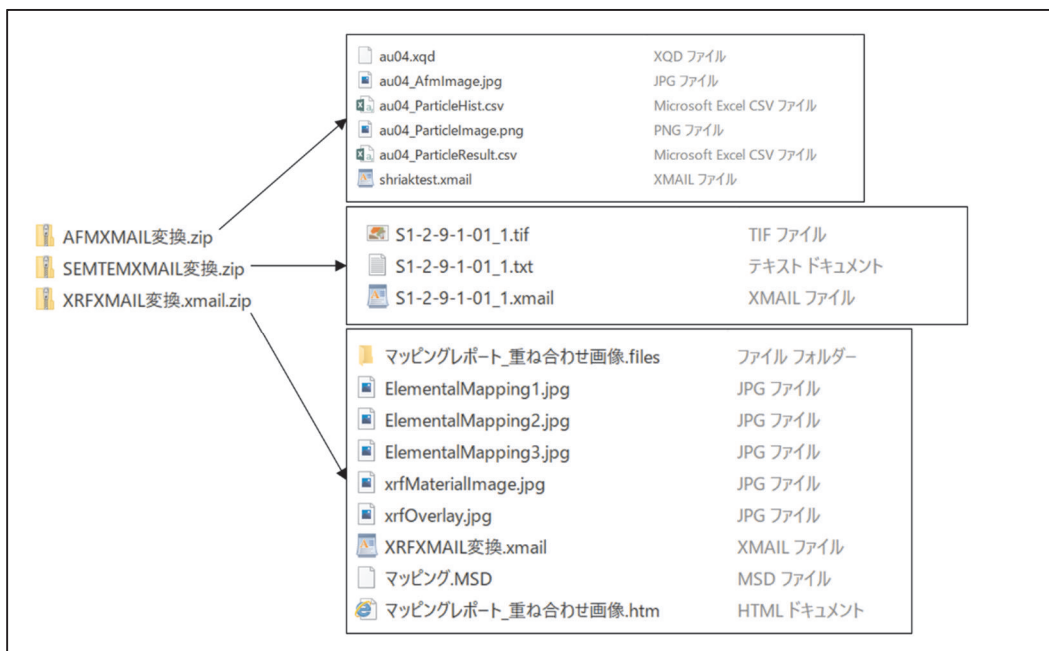 au04.xqd XQD ファイル
au04_AfmImage.jpg JPG ファイル
au04_ParticleHist.csv Microsoft Excel CSV ファイル
au04_ParticleImage.png PNG ファイル
au04_ParticleResult.csv Microsoft Excel CSV ファイル
shriaktest.xmail XMAIL ファイル
AFMXMAIL変換.zip
SEMTEMXMAIL変換.zip
XRFXMAIL変換.xmail.zip
S1-2-9-1-01_1.tif TIF ファイル
S1-2-9-1-01_1.txt テキスト ドキュメント
S1-2-9-1-01_1.xmail XMAIL ファイル
マッピングレポート_重ね合わせ画像.files ファイル フォルダー
ElementalMapping1.jpg JPG ファイル
ElementalMapping2.jpg JPG ファイル
ElementalMapping3.jpg JPG ファイル
xrfMaterialImage.jpg JPG ファイル
xrfOverlay.jpg JPG ファイル
XRFXMAIL変換.xmail XMAIL ファイル
マッピング.MSD MSD ファイル
マッピングレポート_重ね合わせ画像.htm HTML ドキュメント